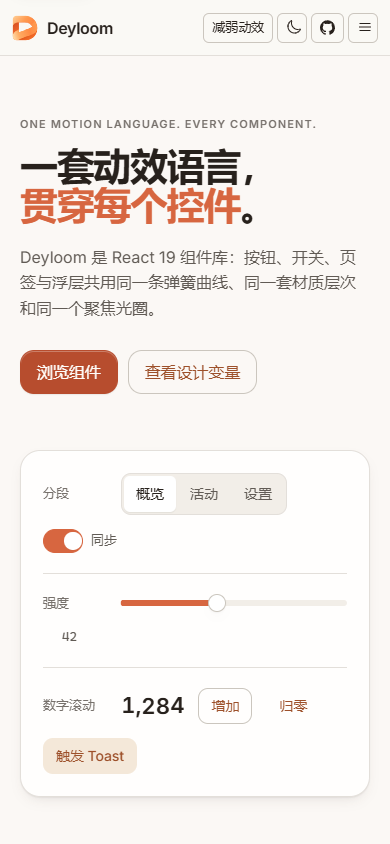 Deyloom
减弱动效
ONE MOTION LANGUAGE. EVERY COMPONENT.
一套动效语言，
贯穿每个控件。
Deyloom 是 React 19 组件库：按钮、开关、页
签与浮层共用同一条弹簧曲线、同一套材质层次
和同一个聚焦光圈。
浏览组件
查看设计变量
分段
概览
活动
设置
同步
强度
42
数字滚动
1,284
增加
归零
触发 Toast